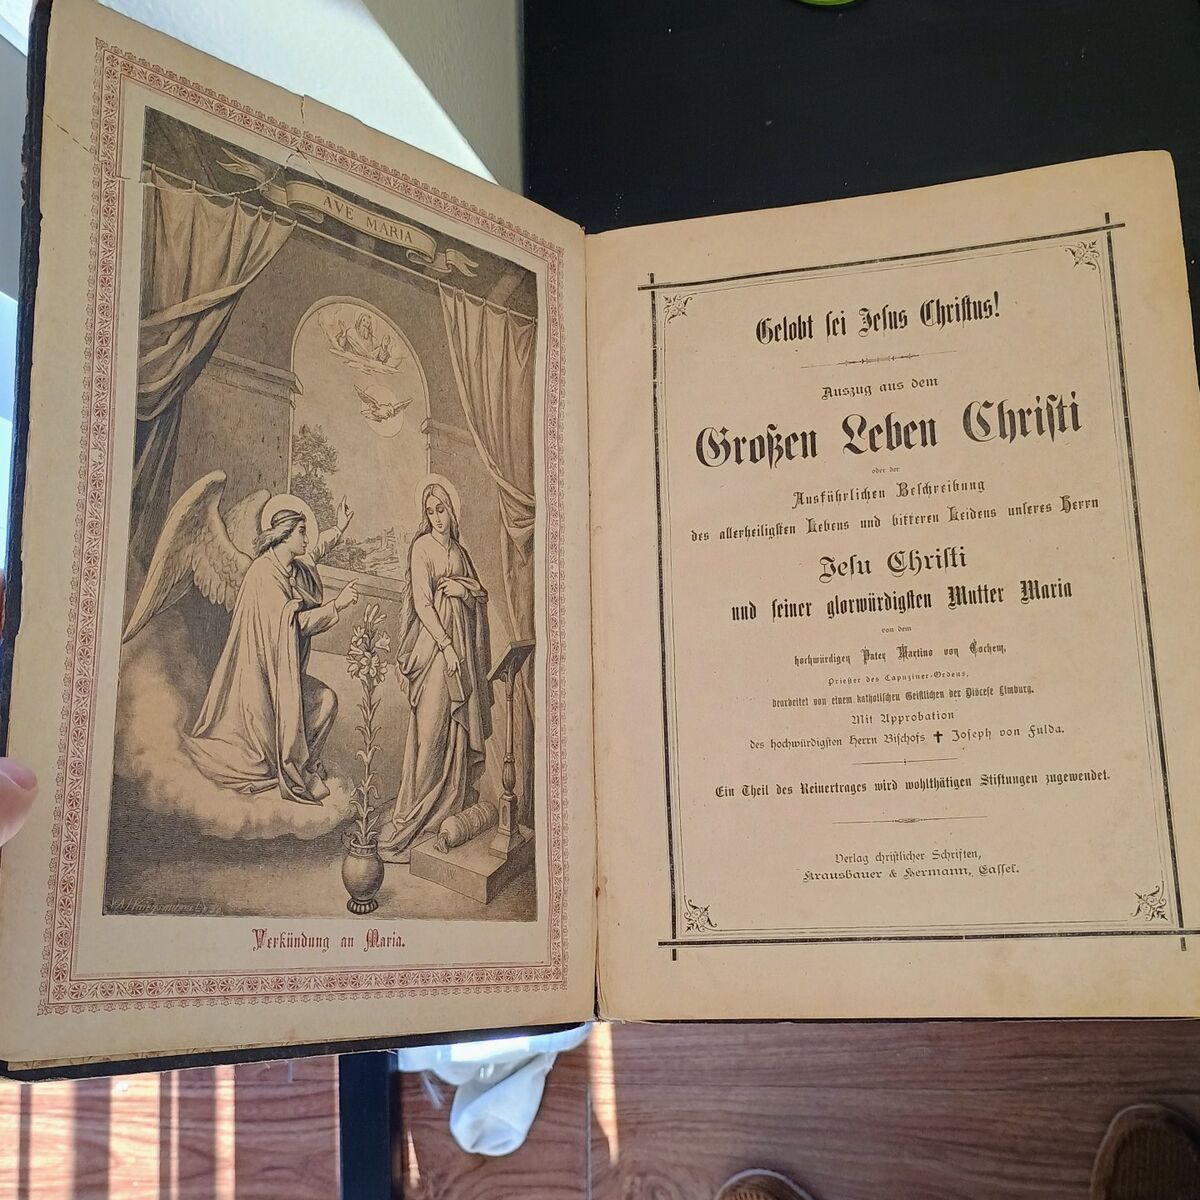 AVE MARIA
Verkündung an Maria.
Gelobt sei Jesus Christus!
Auszug aus dem
Großen Leben Christi
oder der
Ausführlichen Beschreibung
des allerheiligsten Lebens und bitteren Leidens unseres Herrn
Jesu Christi
und seiner glorwürdigsten Mutter Maria
von dem
hochwürdigen Pater Martino von Cochem,
Priester des Capuziner-Ordens,
bearbeitet von einem katholischen Geistlichen der Diöcese Limburg.
Mit Approbation
des hochwürdigsten Herrn Bischofs ✝ Joseph von Fulda.
Ein Theil des Reinertrages wird wohlthätigen Stiftungen zugewendet.
Verlag christlicher Schriften,
Krausbauer & Hermann, Cassel.